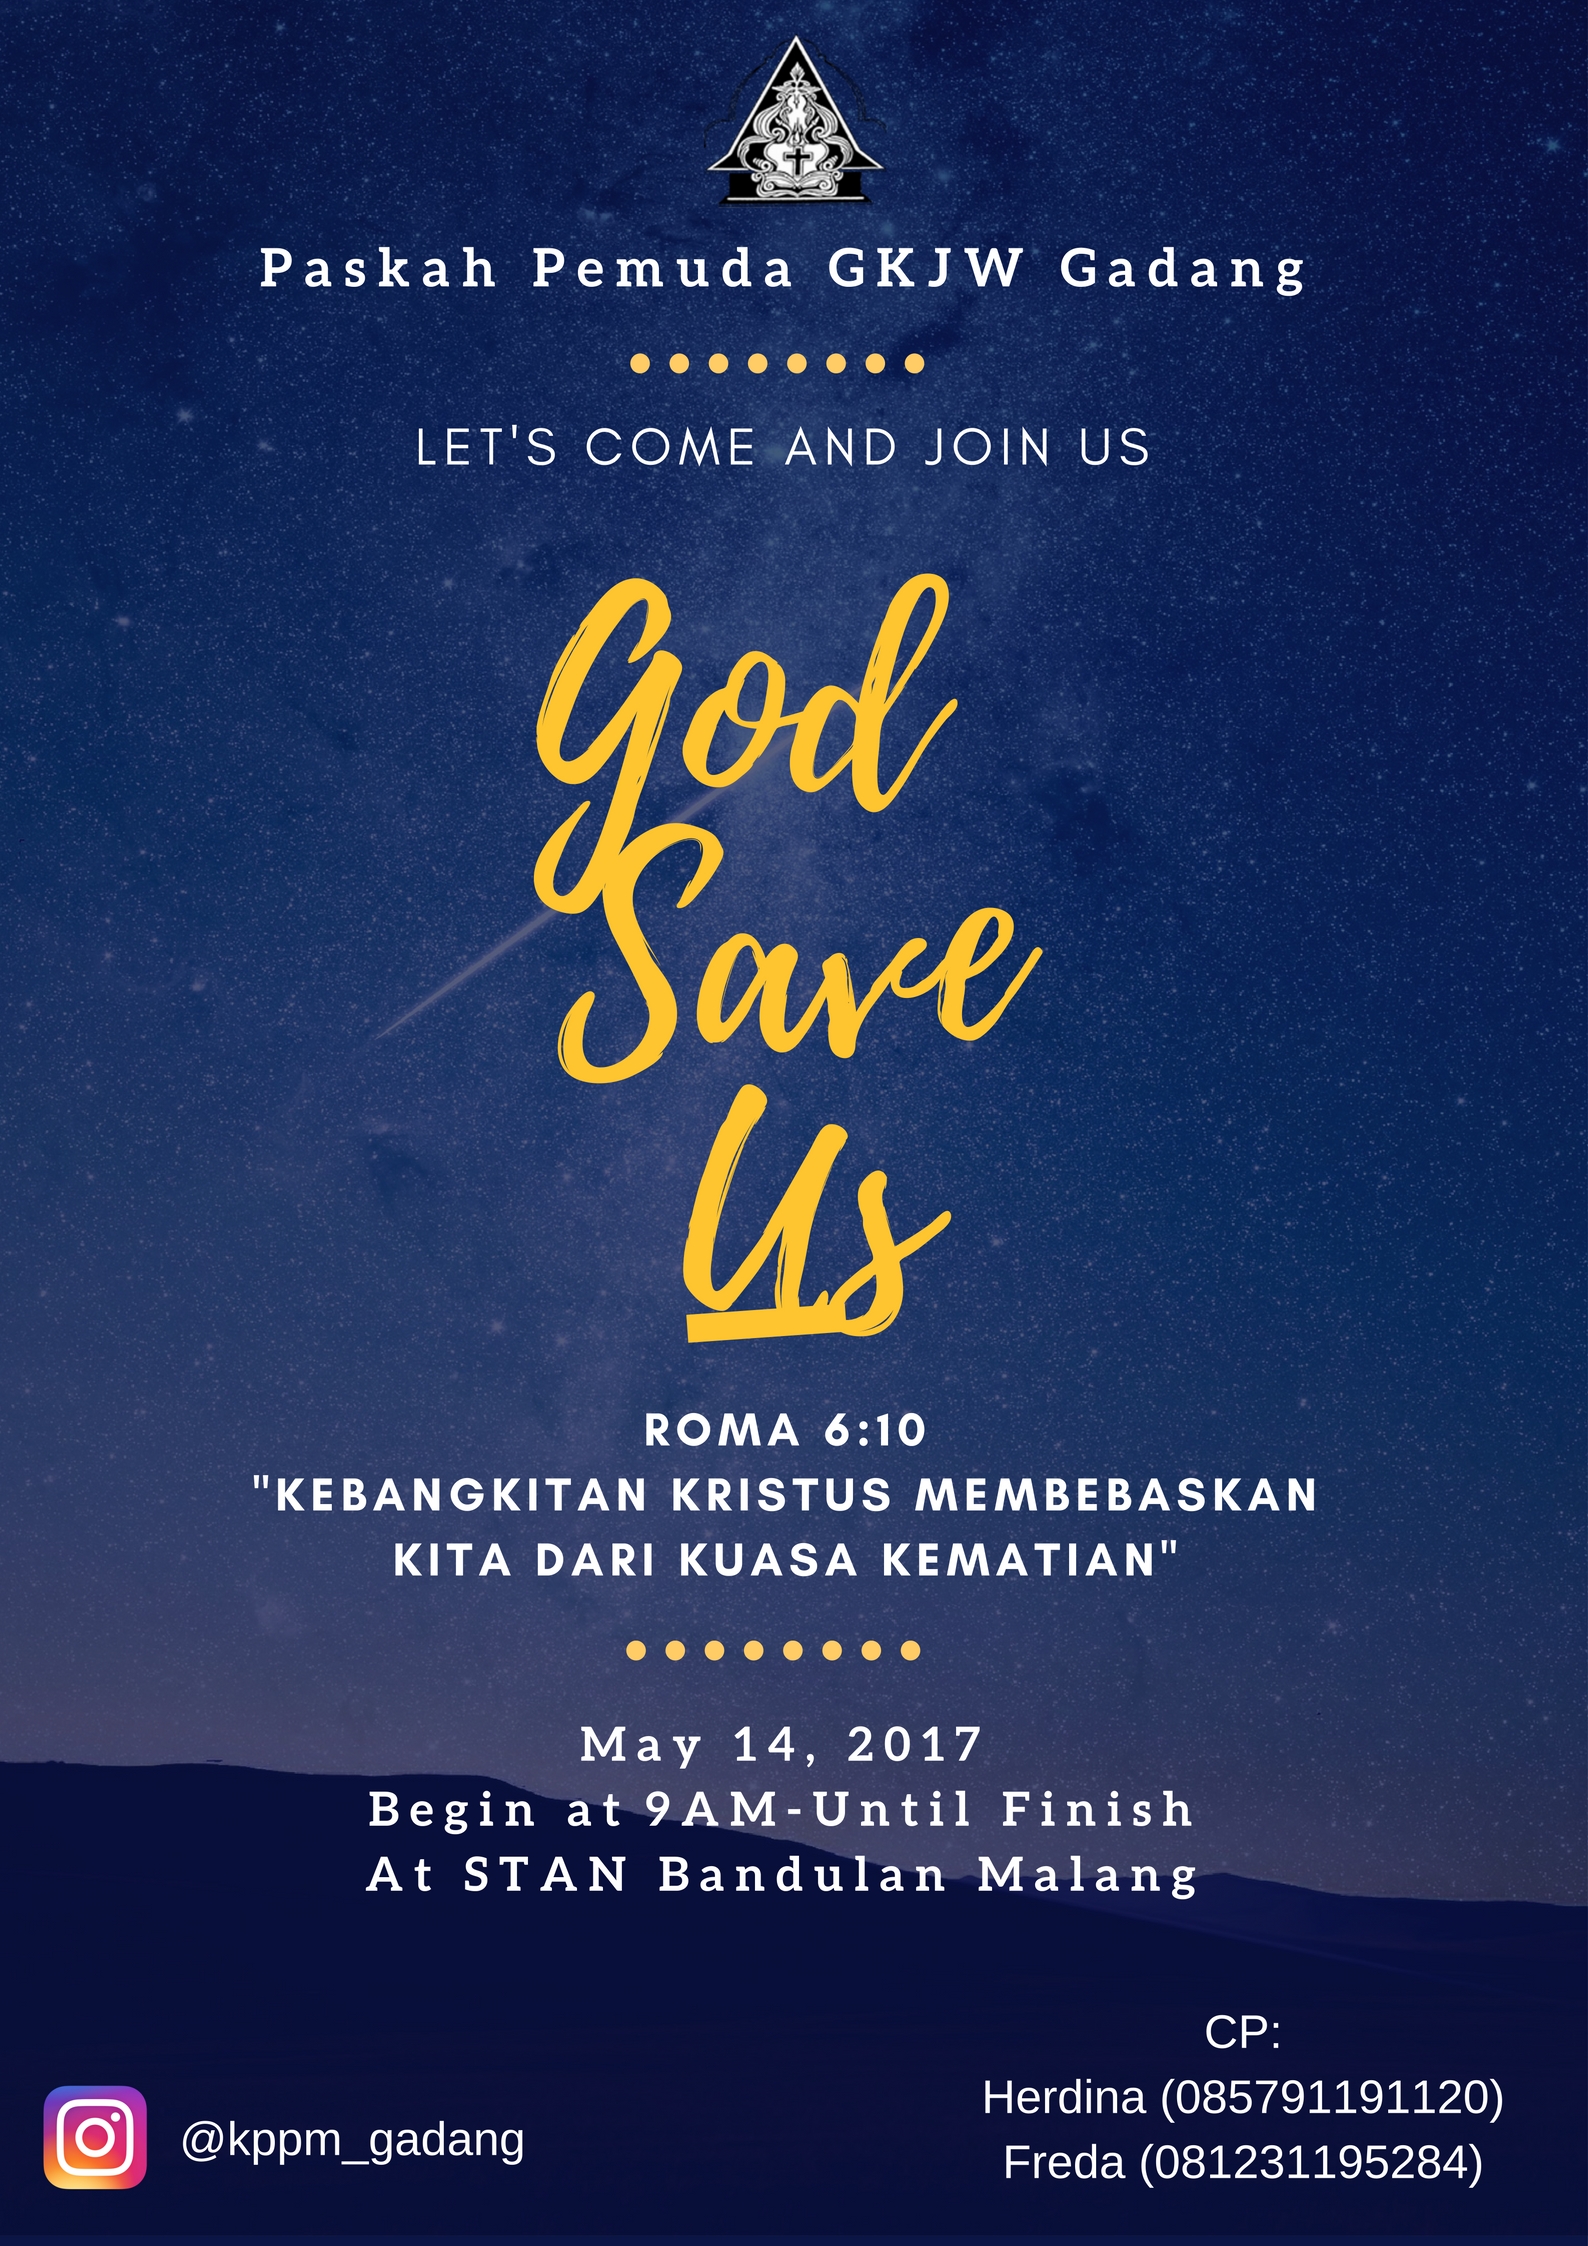 Paskah Pemuda GKJW Gadang
LET'S COME AND JOIN US
God
Save
Us
ROMA 6:10
"KEBANGKITAN KRISTUS MEMBEBASKAN
KITA DARI KUASA KEMATIAN"
May 14, 2017
Begin at 9AM-Until Finish
At STAN Bandulan Malang
CP:
Herdina (085791191120)
Freda (081231195284)
@kppm_gadang